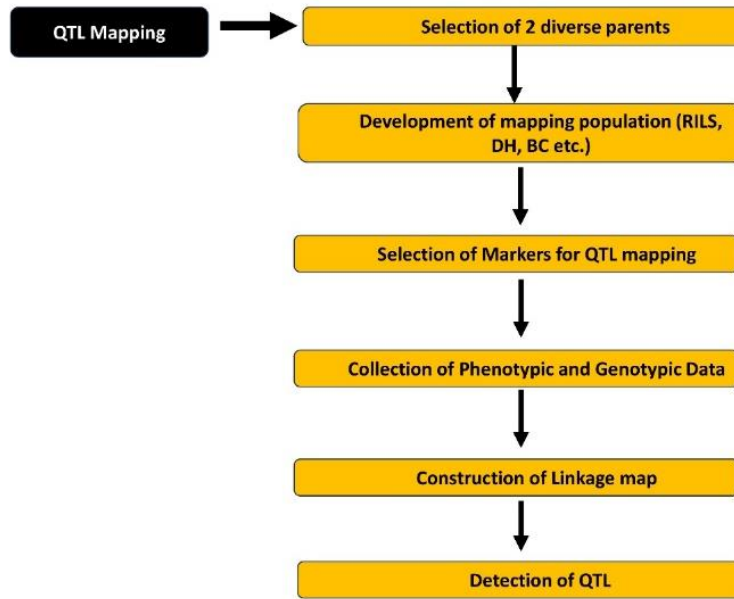 QTL Mapping
Selection of 2 diverse parents
Development of mapping population (RILS,
DH, BC etc.)
Selection of Markers for QTL mapping
Collection of Phenotypic and Genotypic Data
Construction of Linkage map
Detection of QTL